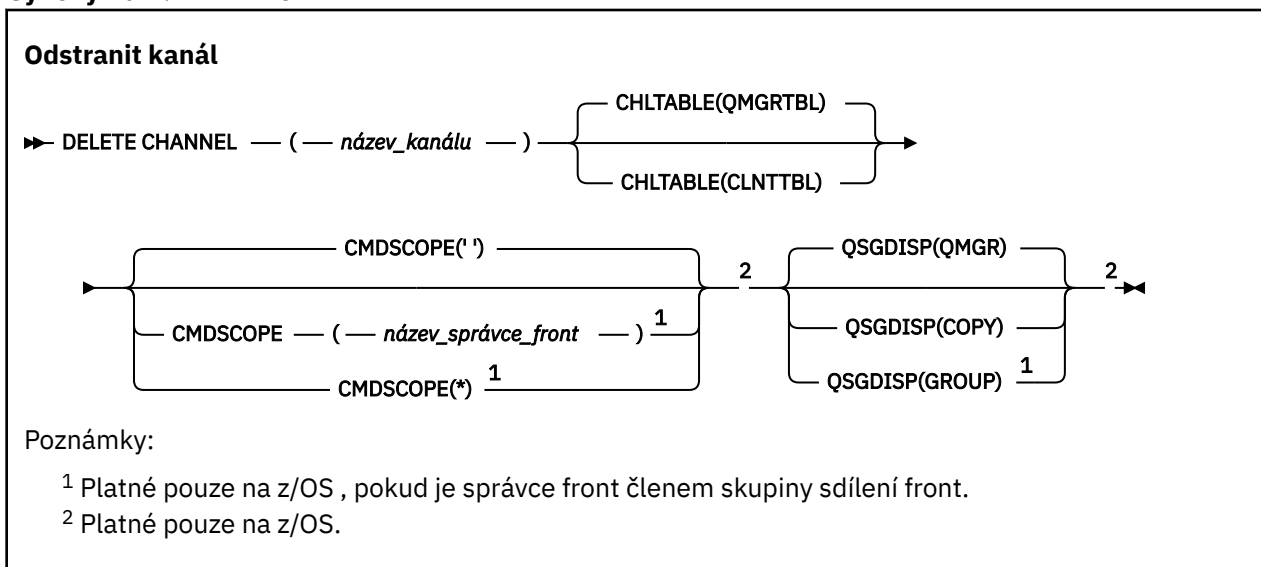 Odstranit kanál
CHLTABLE(QMGRTBL)
DELETE CHANNEL ( název_kanálu )
CHLTABLE(CLNTTBL)
CMDSCOPE(' ')
CMDSCOPE ( název_správce_front ) 1
CMDSCOPE(*) 1
2
QSGDISP(QMGR)
QSGDISP(COPY)
QSGDISP(GROUP) 1
2
Poznámky:
1 Platné pouze na z/OS , pokud je správce front členem skupiny sdílení front.
2 Platné pouze na z/OS.